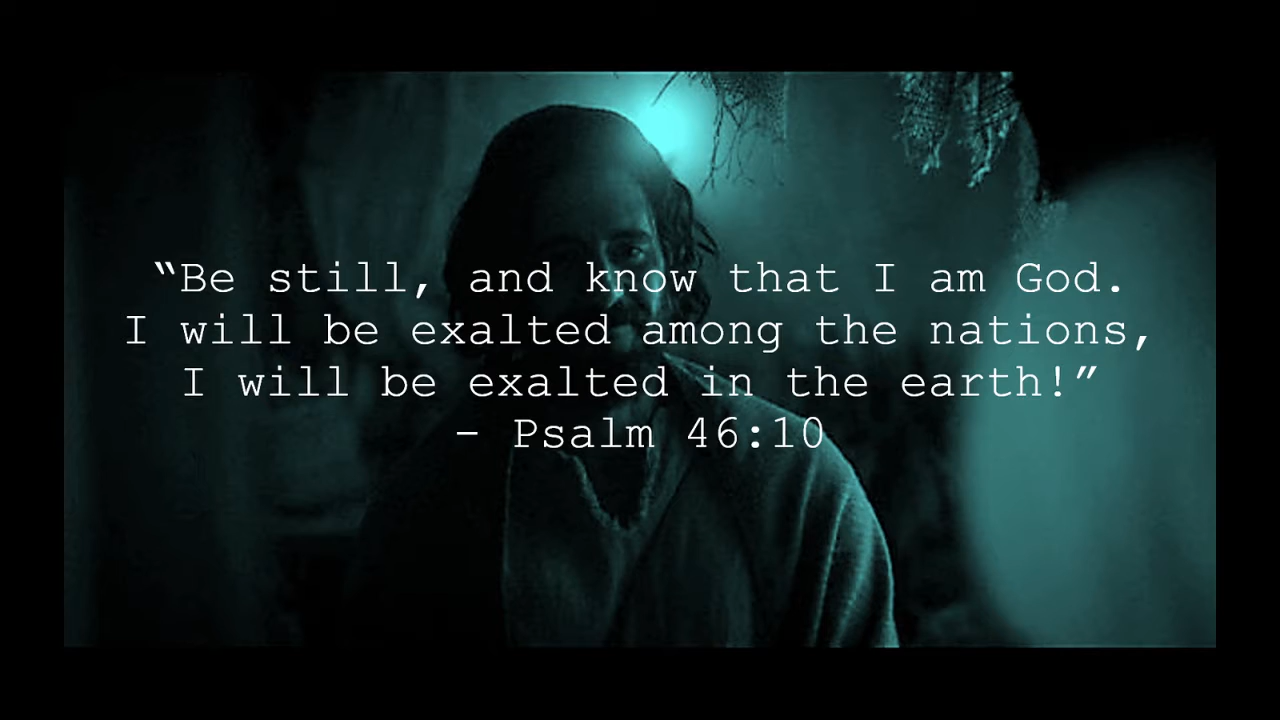 “Be still, and know that I am God.
I will be exalted among the nations,
I will be exalted in the earth!”
- Psalm 46:10